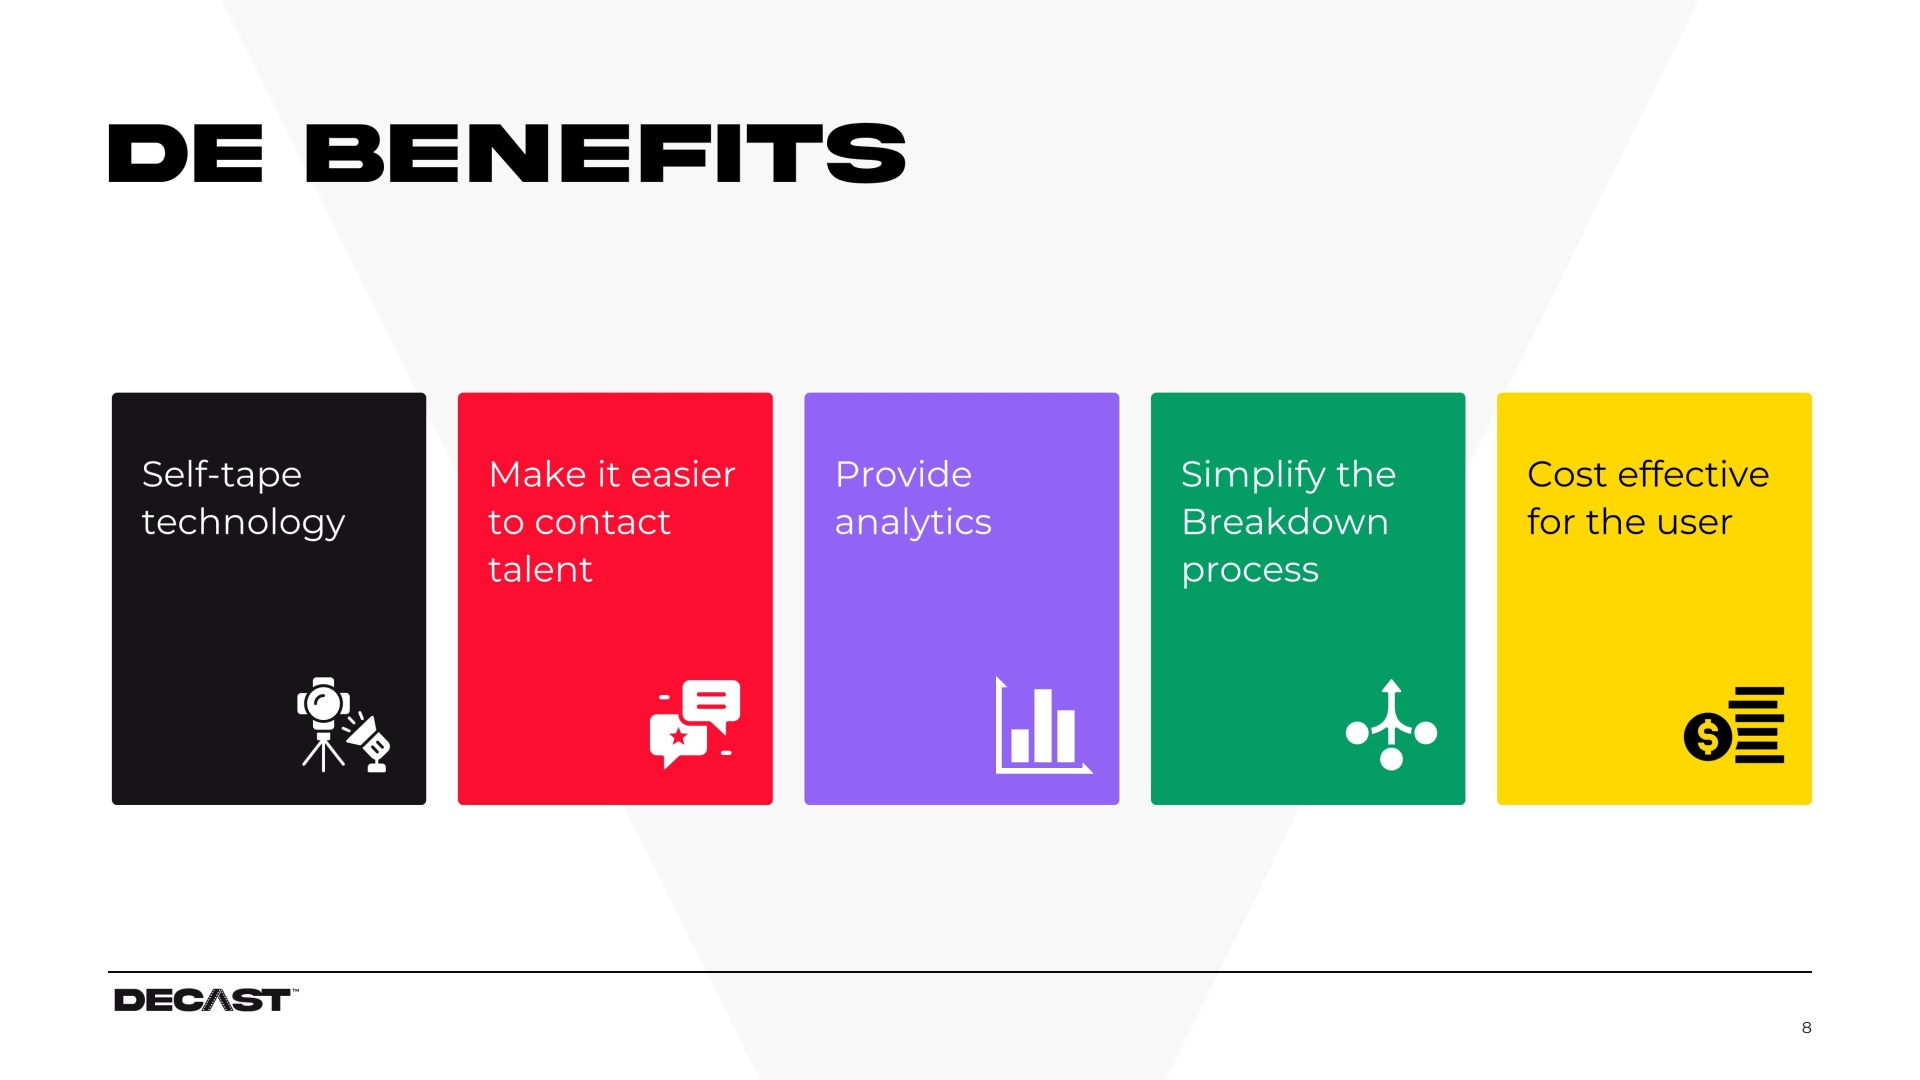 DE BENEFITS
Self-tape
technology
Make it easier
to contact
talent
Provide
analytics
Simplify the
Breakdown
process
Cost effective
for the user
$
DECAST™
8